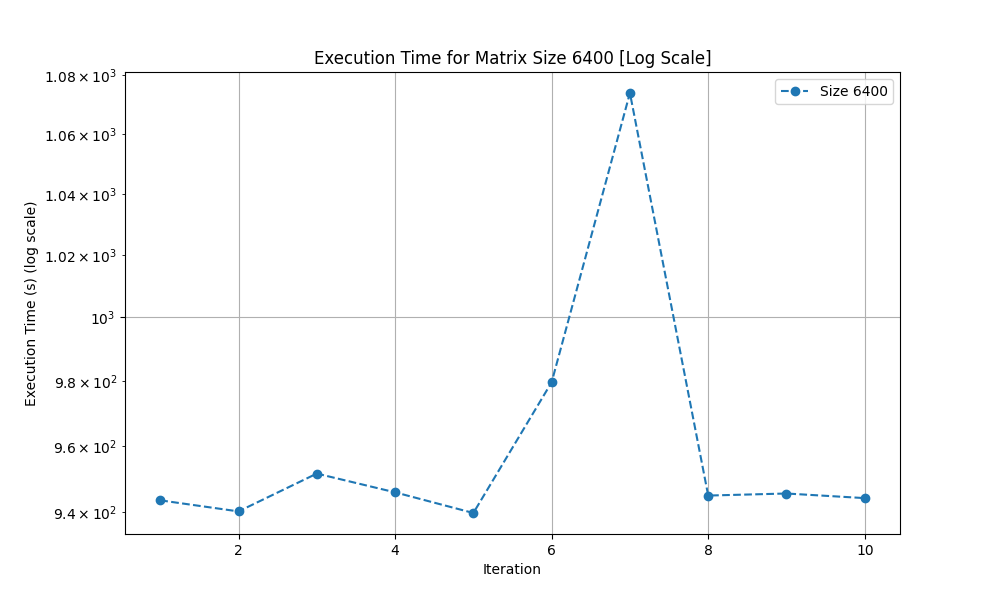 Execution Time for Matrix Size 6400 [Log Scale]
Size 6400
1.08 × 10³
1.06 × 10³
1.04 × 10³
1.02 × 10³
10³
9.8 × 10²
9.6 × 10²
9.4 × 10²
Execution Time (s) (log scale)
2 4 6 8 10
Iteration